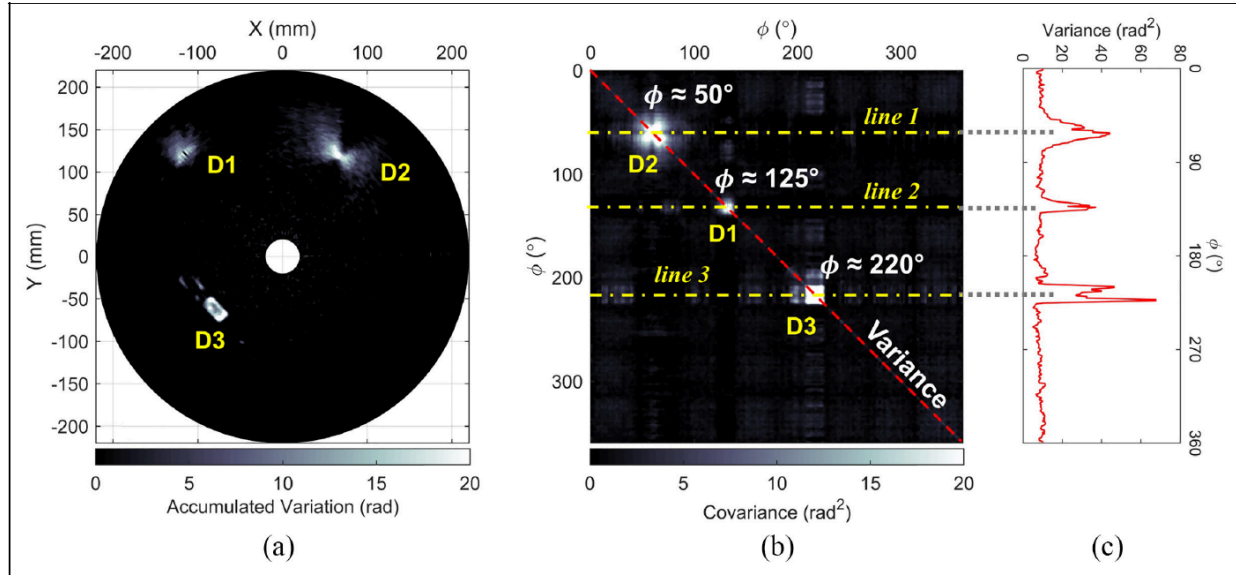 X (mm)
-200 -100 0 100 200
Y (mm)
200
150
100
50
0
-50
-100
-150
-200
D1
D2
D3
0 5 10 15 20
Accumulated Variation (rad)
(a)
ϕ (°)
0 100 200 300
ϕ (°)
0
100
200
300
ϕ ≈ 50°
line 1
D2
ϕ ≈ 125°
line 2
D1
ϕ ≈ 220°
line 3
D3
Variance
0 5 10 15 20
Covariance (rad²)
(b)
Variance (rad²)
0 20 40 60 80
0
90
180
270
360
ϕ (°)
(c)